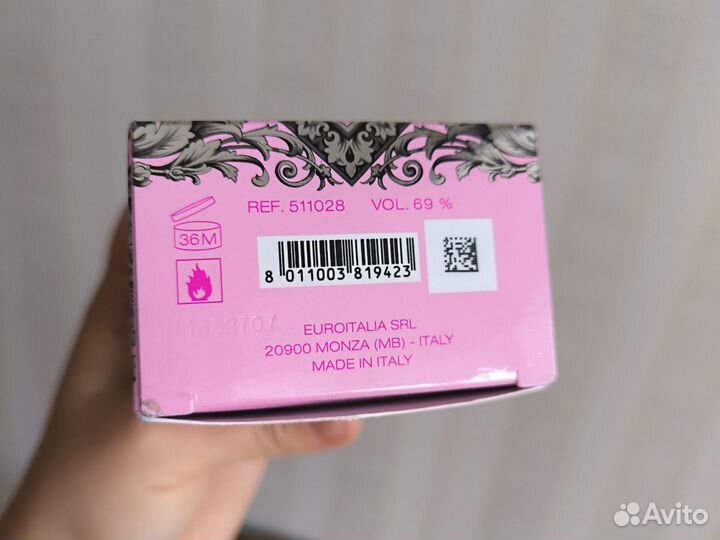 REF. 511028 VOL. 69 %
36M
8 011003 819423
EUROITALIA SRL
20900 MONZA (MB) - ITALY
MADE IN ITALY
Avito